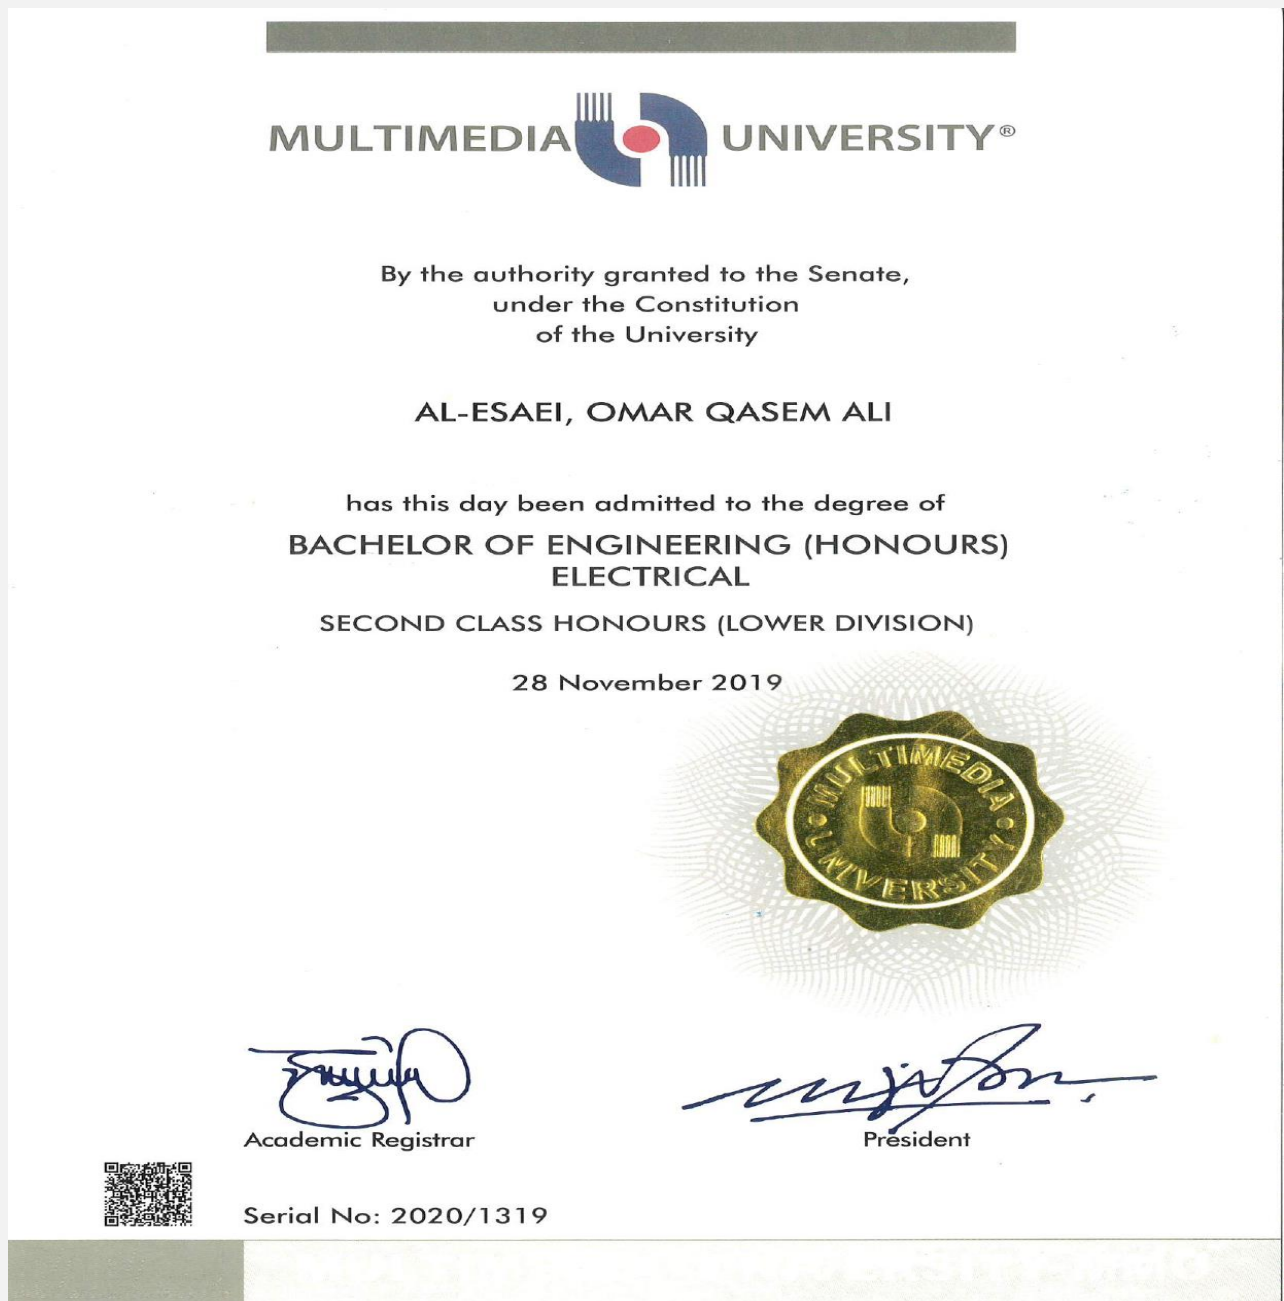 MULTIMEDIA UNIVERSITY®
By the authority granted to the Senate,
under the Constitution
of the University
AL-ESAEI, OMAR QASEM ALI
has this day been admitted to the degree of
BACHELOR OF ENGINEERING (HONOURS)
ELECTRICAL
SECOND CLASS HONOURS (LOWER DIVISION)
28 November 2019
MULTIMEDIA
UNIVERSITY
Academic Registrar
President
Serial No: 2020/1319